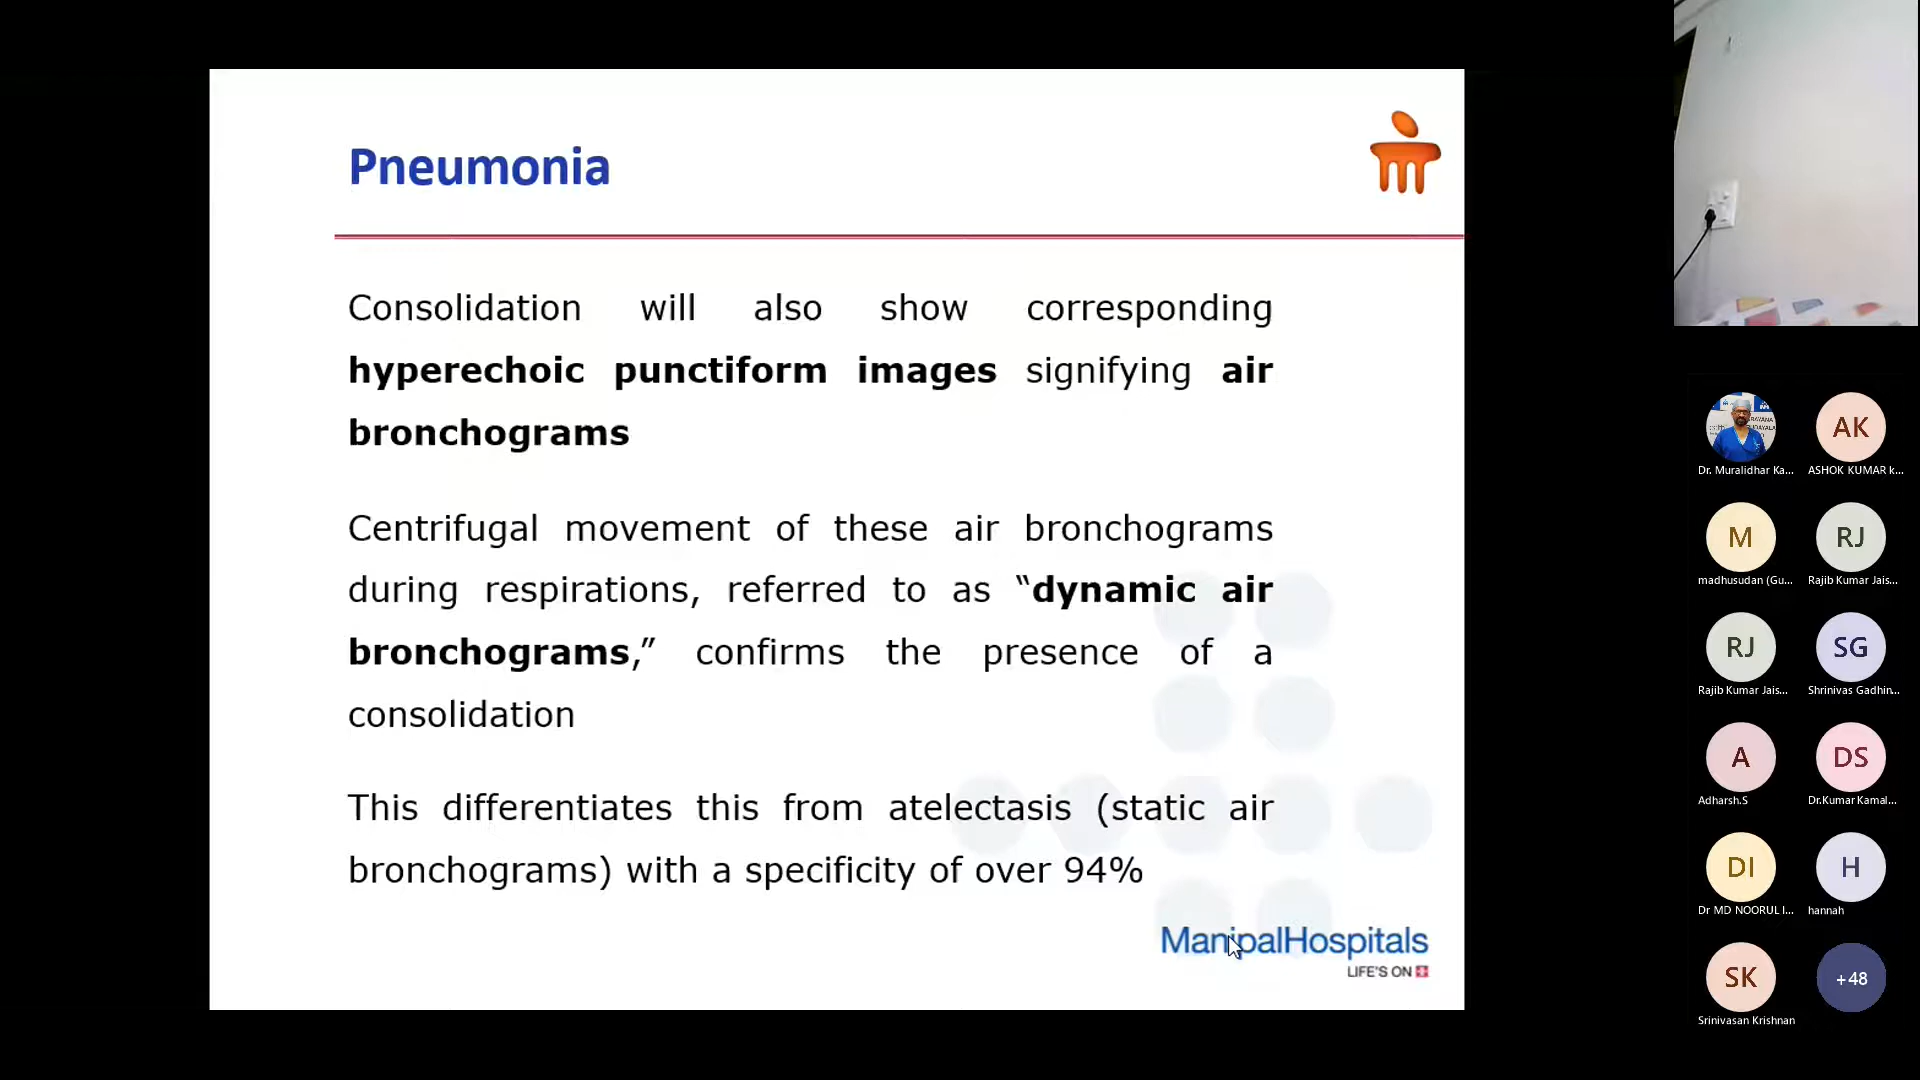 Pneumonia
Consolidation will also show corresponding
hyperechoic punctiform images signifying air
bronchograms
Centrifugal movement of these air bronchograms
during respirations, referred to as “dynamic air
bronchograms,” confirms the presence of a
consolidation
This differentiates this from atelectasis (static air
bronchograms) with a specificity of over 94%
ManipalHospitals
LIFE'S ON
Dr. Muralidhar Ka...
AK
ASHOK KUMAR k...
M
madhusudan (Gu...
RJ
Rajib Kumar Jais...
RJ
Rajib Kumar Jais...
SG
Shrinivas Gadhin...
A
Adharsh.S
DS
Dr.Kumar Kamal...
DI
Dr MD NOORUL I...
H
hannah
SK
Srinivasan Krishnan
+48